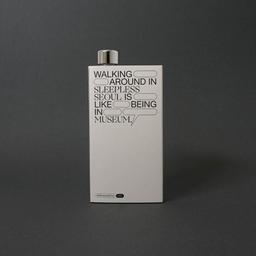 WALKING
AROUND IN
SLEEPLESS
SEOUL IS
LIKE BEING
IN
MUSEUM.